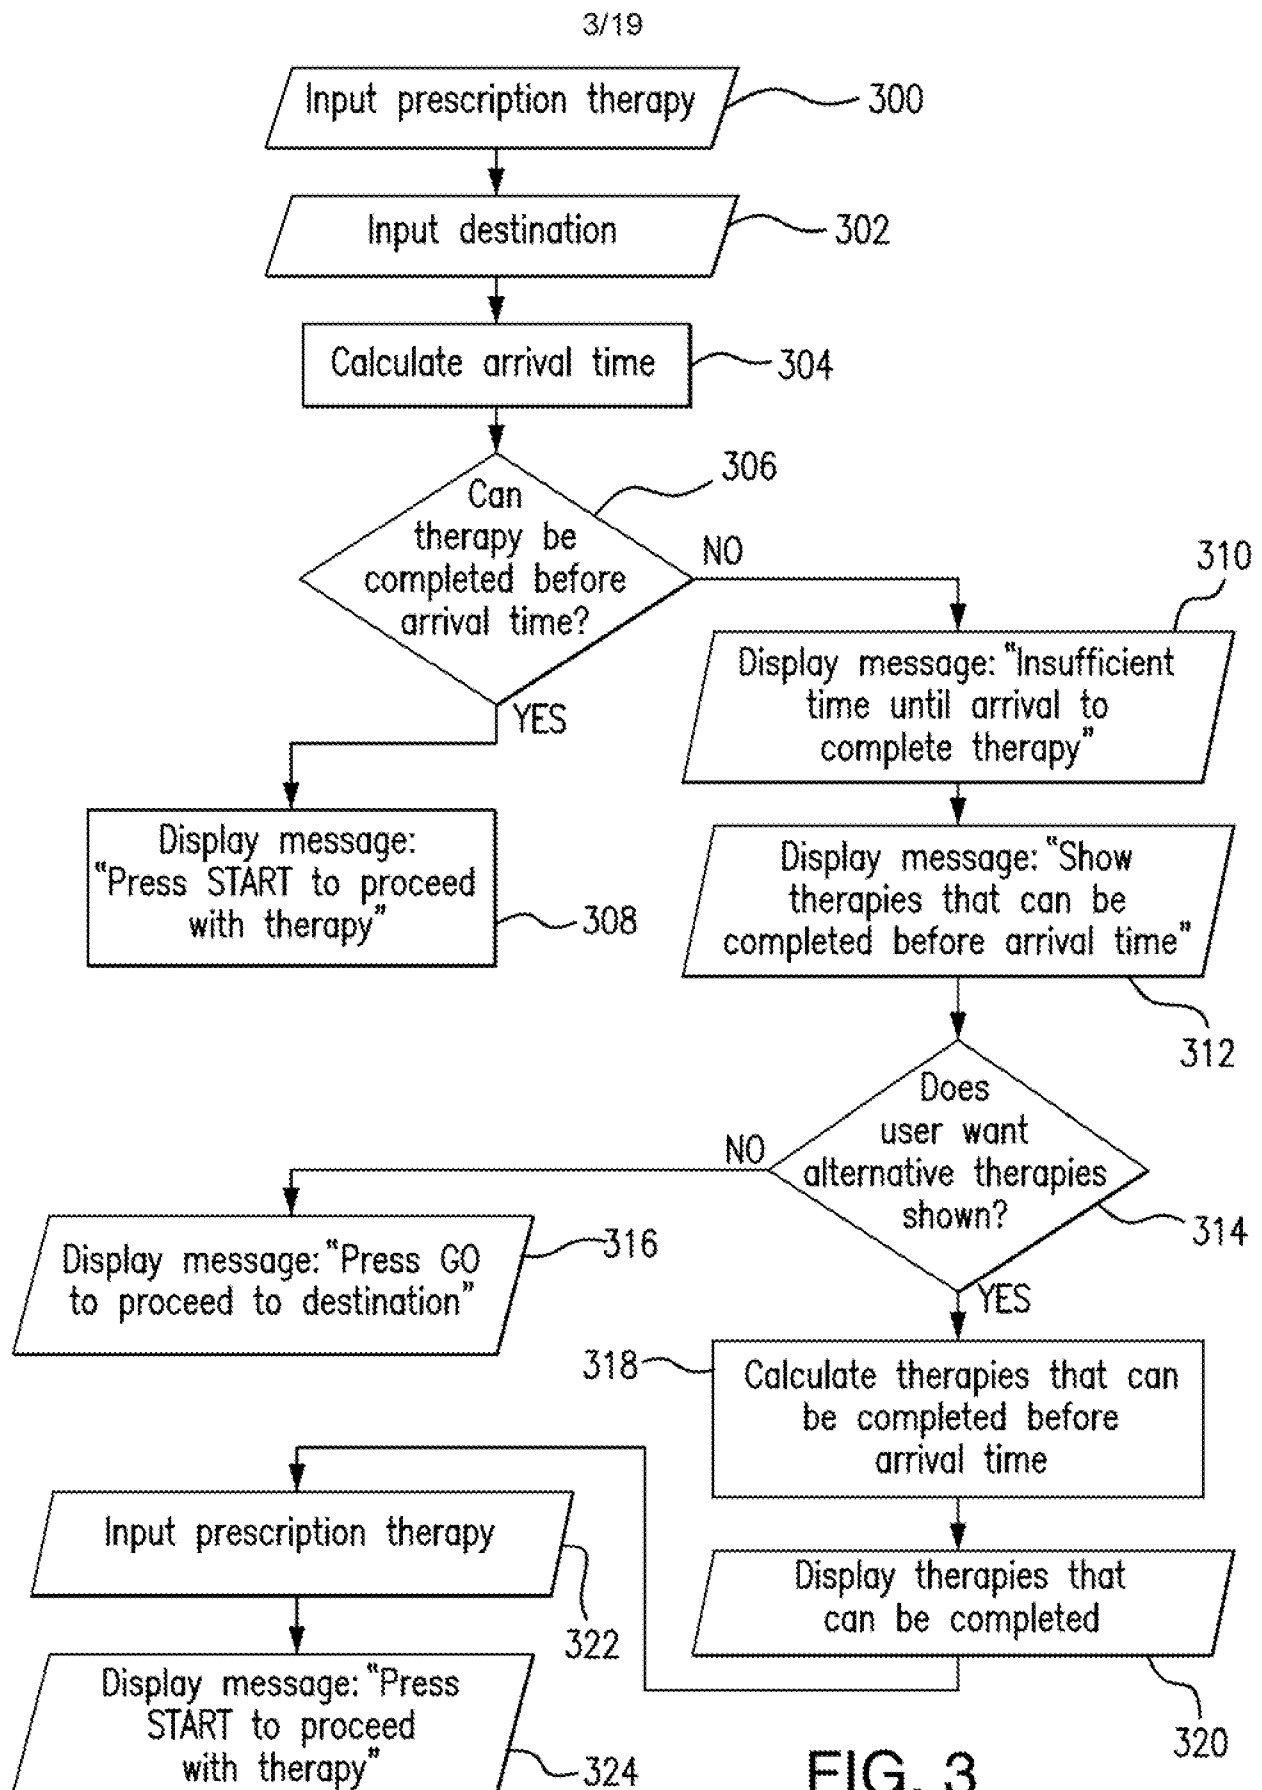 3/19
Input prescription therapy
300
Input destination
302
Calculate arrival time
304
306
Can
therapy be
completed before
arrival time?
NO
YES
310
Display message: "Insufficient
time until arrival to
complete therapy"
Display message:
"Press START to proceed
with therapy"
308
Display message: "Show
therapies that can be
completed before arrival time"
312
Does
user want
alternative therapies
shown?
NO
314
YES
Display message: "Press GO
to proceed to destination"
316
318
Calculate therapies that can
be completed before
arrival time
Display therapies that
can be completed
320
Input prescription therapy
322
Display message: "Press
START to proceed
with therapy"
324
FIG. 3